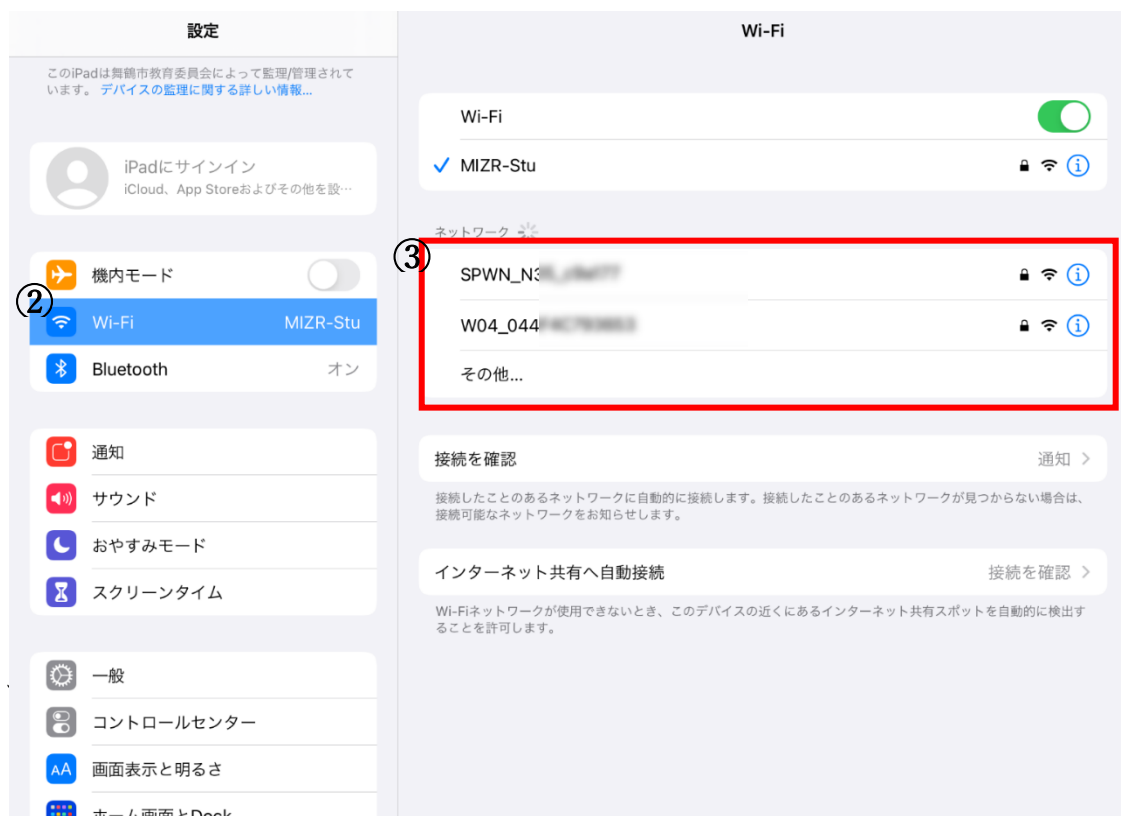 設定
このiPadは舞鶴市教育委員会によって監理/管理されて
います。 デバイスの監理に関する詳しい情報...
iPadにサインイン
iCloud、App Storeおよびその他を設…
機内モード
②
Wi-Fi MIZR-Stu
Bluetooth オン
通知
サウンド
おやすみモード
スクリーンタイム
一般
コントロールセンター
AA 画面表示と明るさ
ホーム画面とDock
Wi-Fi
Wi-Fi
MIZR-Stu
ネットワーク
③
SPWN_N3
W04_044
その他...
接続を確認 通知
接続したことのあるネットワークに自動的に接続します。接続したことのあるネットワークが見つからない場合は、
接続可能なネットワークをお知らせします。
インターネット共有へ自動接続 接続を確認
Wi-Fiネットワークが使用できないとき、このデバイスの近くにあるインターネット共有スポットを自動的に検出す
ることを許可します。